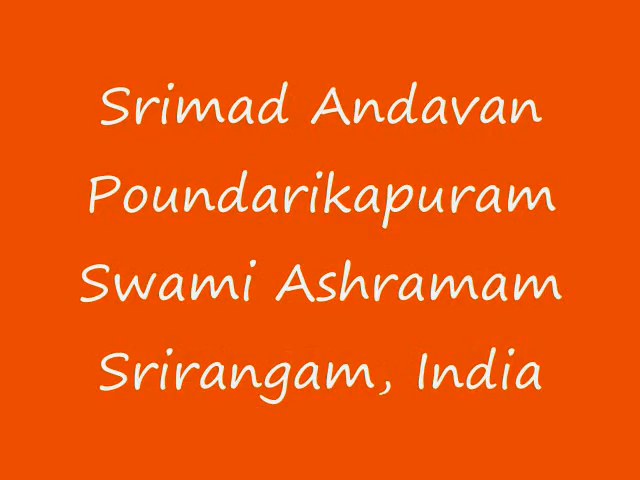 Srimad Andavan
Poundarikapuram
Swami Ashramam
Srirangam, India